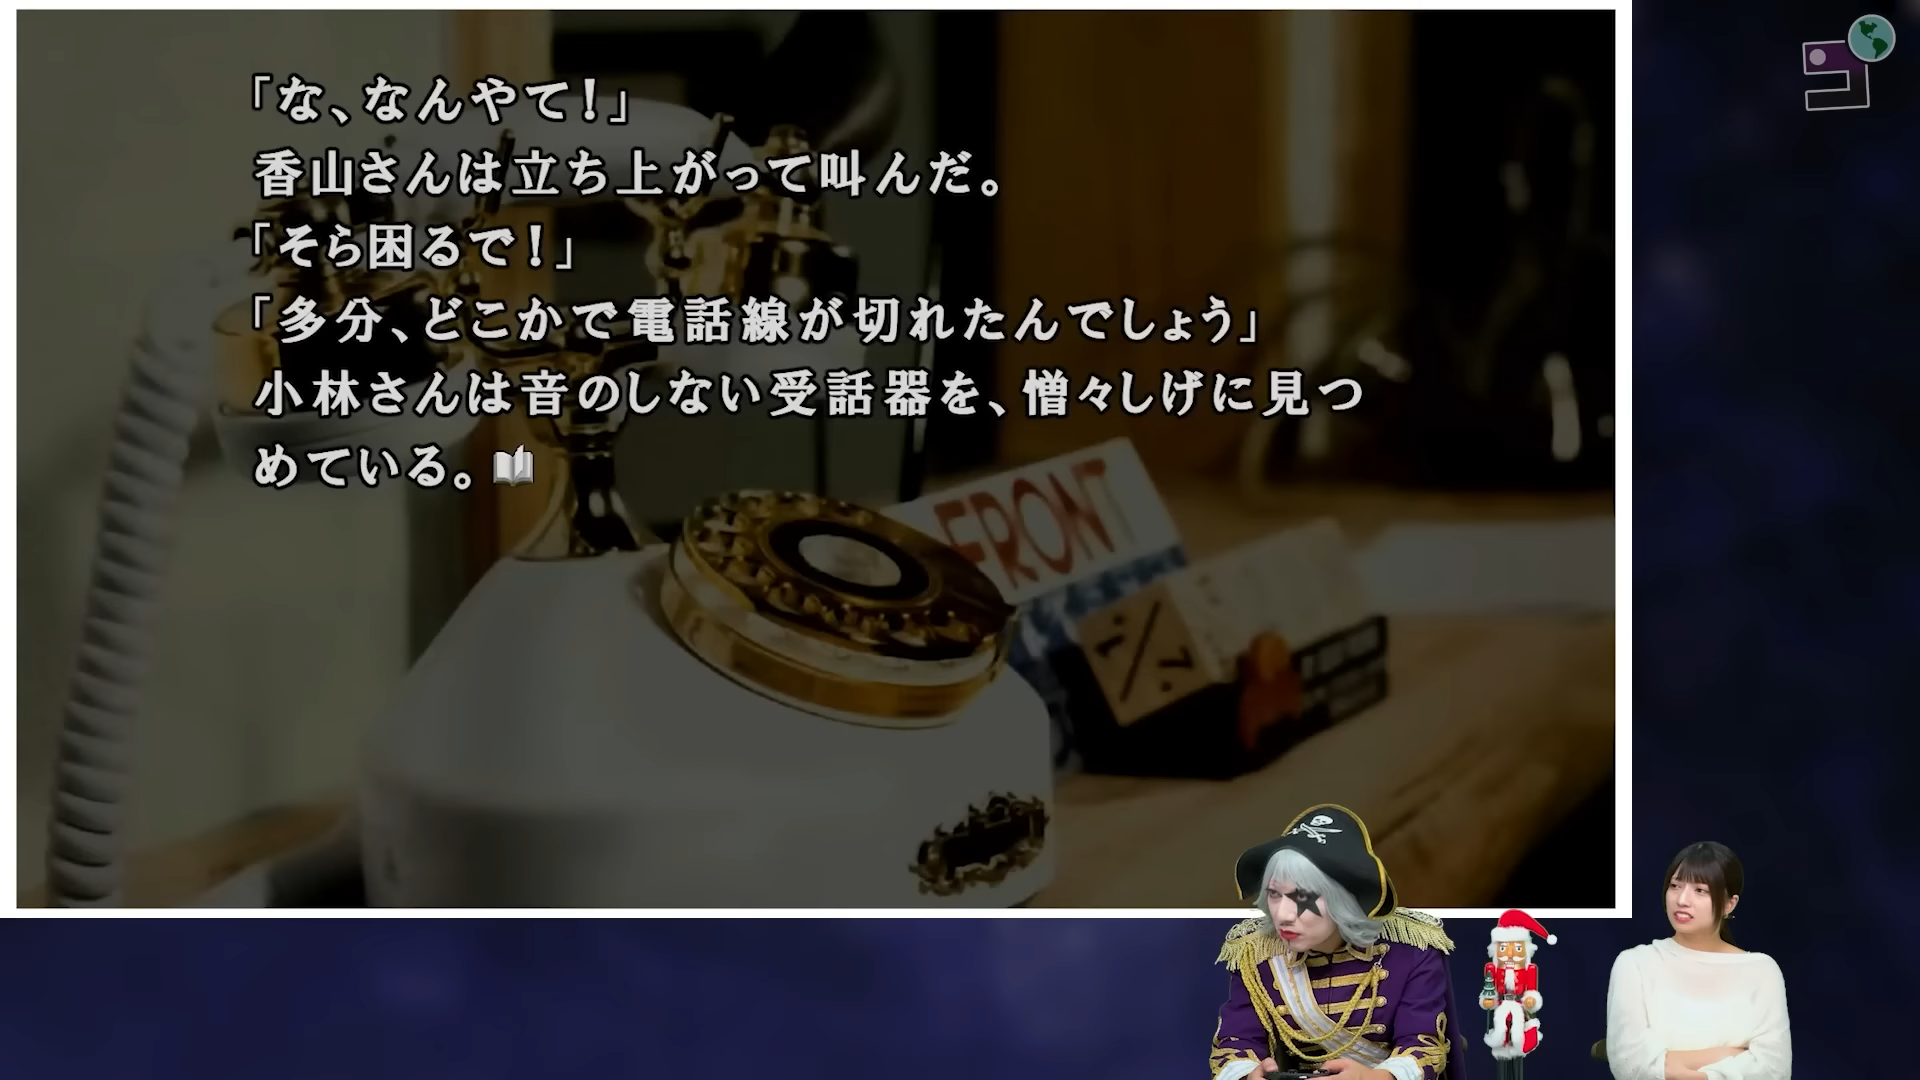 「な、なんやて！」
香山さんは立ち上がって叫んだ。
「そら困るで！」
「多分、どこかで電話線が切れたんでしょう」
小林さんは音のしない受話器を、憎々しげに見つ
めている。
FRONT